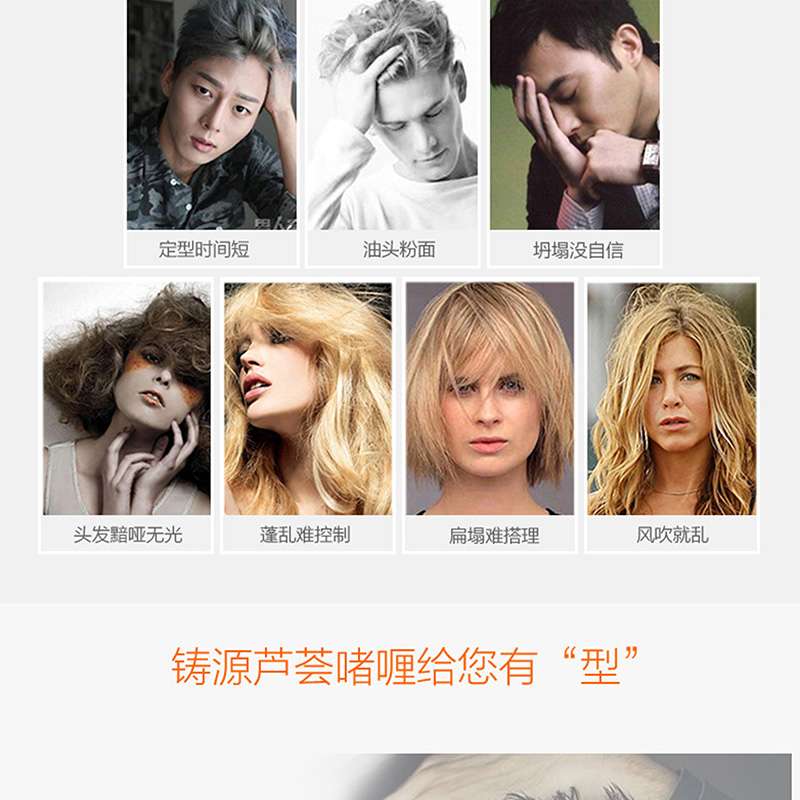 定型时间短
油头粉面
坍塌没自信
头发黯哑无光
蓬乱难控制
扁塌难搭理
风吹就乱
铸源芦荟啫喱给您有“型”